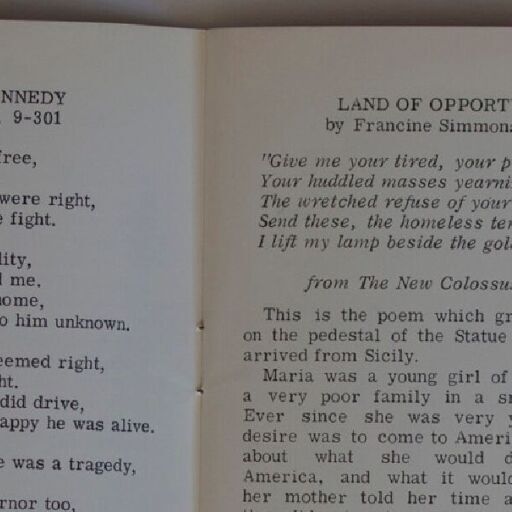 NNEDY
9-301
free,
were right,
e fight.
lity,
me,
home,
o him unknown.
eemed right,
ht.
did drive,
appy he was alive.
e was a tragedy,
rnor too,
LAND OF OPPORT
by Francine Simmon
"Give me your tired, your p
Your huddled masses yearni
The wretched refuse of your
Send these, the homeless te
I lift my lamp beside the gol
from The New Colossus
This is the poem which gr
on the pedestal of the Statue
arrived from Sicily.
Maria was a young girl of
a very poor family in a s
Ever since she was very y
desire was to come to Ameri
about what she would d
America, and what it woul
her mother told her time a